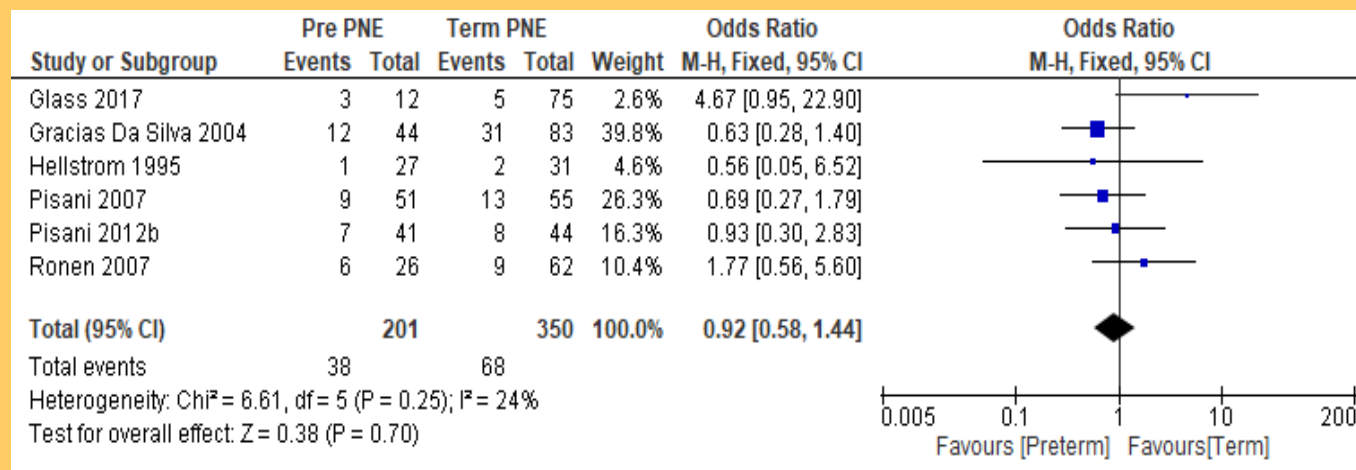 Pre PNE Term PNE Odds Ratio Odds Ratio
Study or Subgroup Events Total Events Total Weight M-H, Fixed, 95% CI M-H, Fixed, 95% CI
Glass 2017 3 12 5 75 2.6% 4.67 [0.95, 22.90]
Gracias Da Silva 2004 12 44 31 83 39.8% 0.63 [0.28, 1.40]
Hellstrom 1995 1 27 2 31 4.6% 0.56 [0.05, 6.52]
Pisani 2007 9 51 13 55 26.3% 0.69 [0.27, 1.79]
Pisani 2012b 7 41 8 44 16.3% 0.93 [0.30, 2.83]
Ronen 2007 6 26 9 62 10.4% 1.77 [0.56, 5.60]
Total (95% CI) 201 350 100.0% 0.92 [0.58, 1.44]
Total events 38 68
Heterogeneity: Chi² = 6.61, df = 5 (P = 0.25); I² = 24%
Test for overall effect: Z = 0.38 (P = 0.70)
0.005 0.1 1 10 200
Favours [Preterm] Favours[Term]